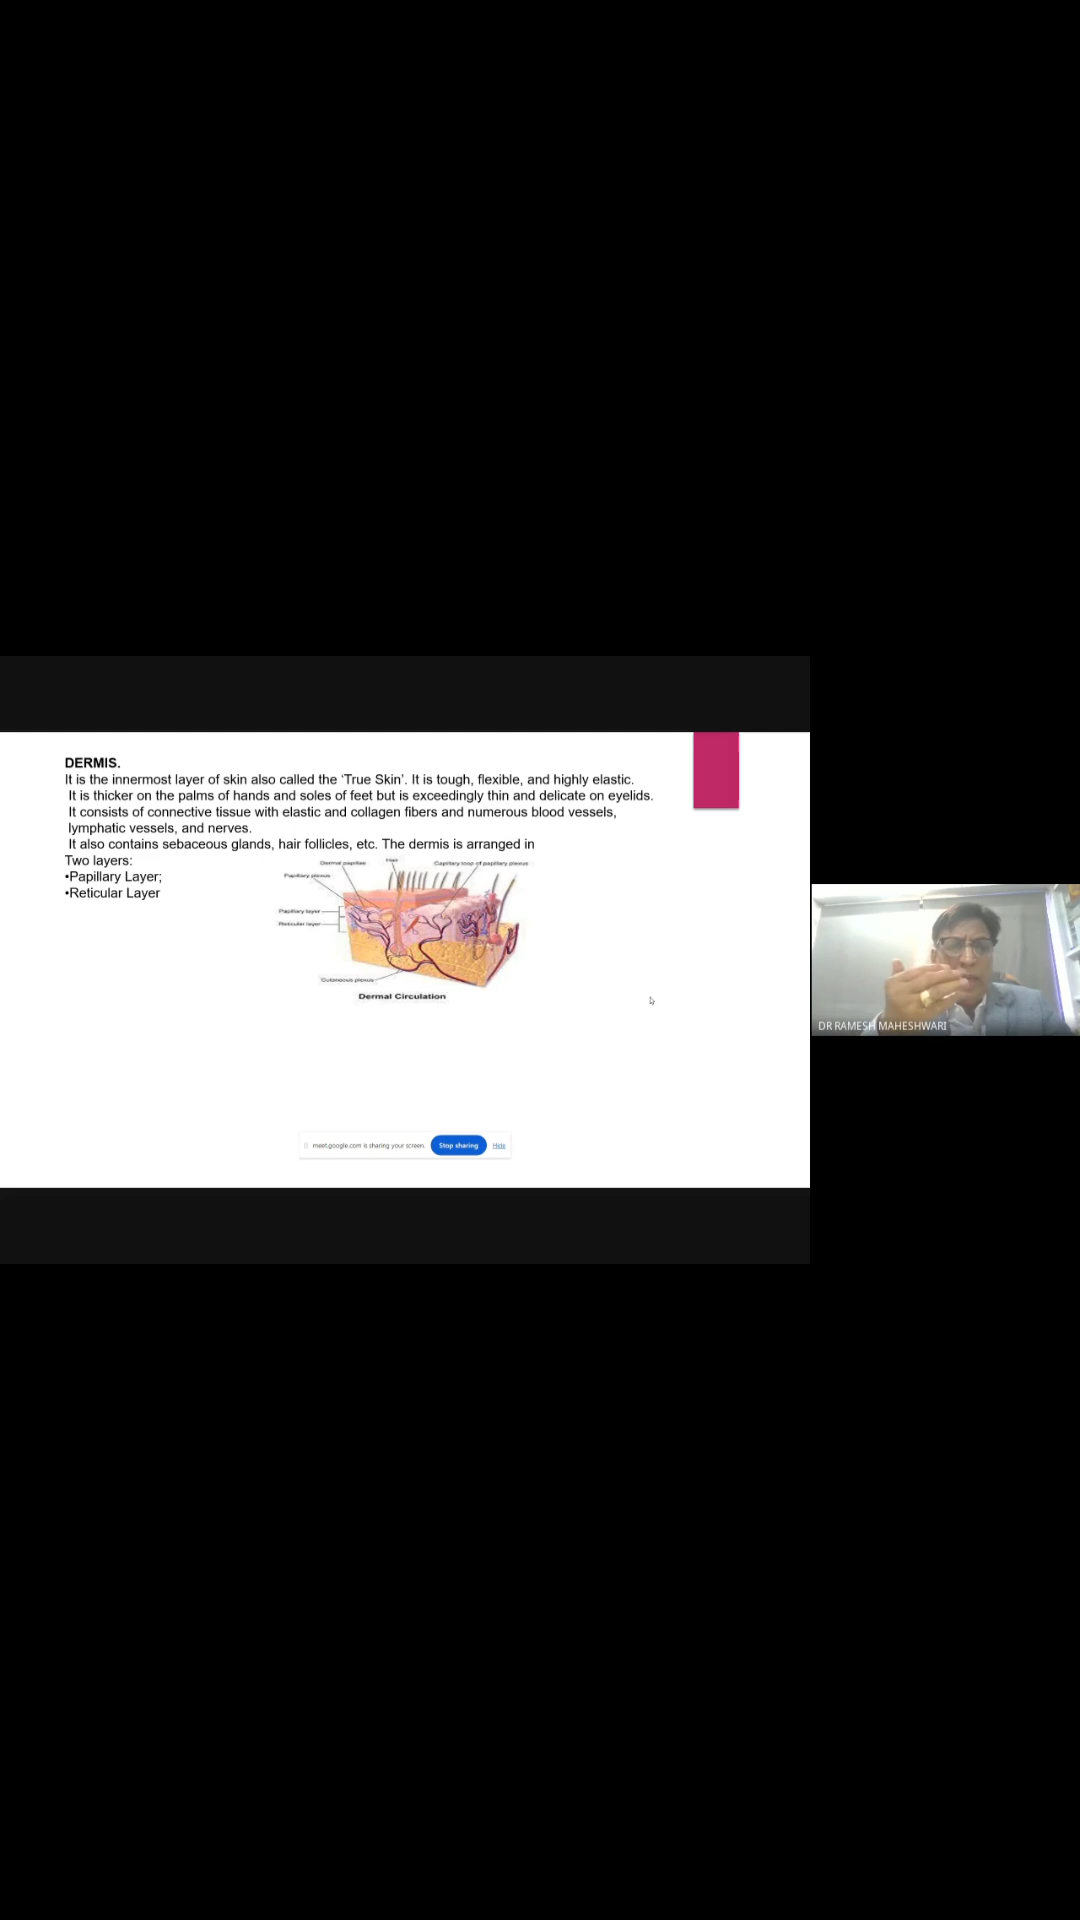 DERMIS.
It is the innermost layer of skin also called the ‘True Skin’. It is tough, flexible, and highly elastic.
It is thicker on the palms of hands and soles of feet but is exceedingly thin and delicate on eyelids.
It consists of connective tissue with elastic and collagen fibers and numerous blood vessels,
lymphatic vessels, and nerves.
It also contains sebaceous glands, hair follicles, etc. The dermis is arranged in
Two layers:
•Papillary Layer;
•Reticular Layer
Dermal papillae
Hair
Capillary loop of papillary plexus
Papillary plexus
Papillary layer
Reticular layer
Cutaneous plexus
Dermal Circulation
DR RAMESH MAHESHWARI
meet.google.com is sharing your screen.
Stop sharing
Hide